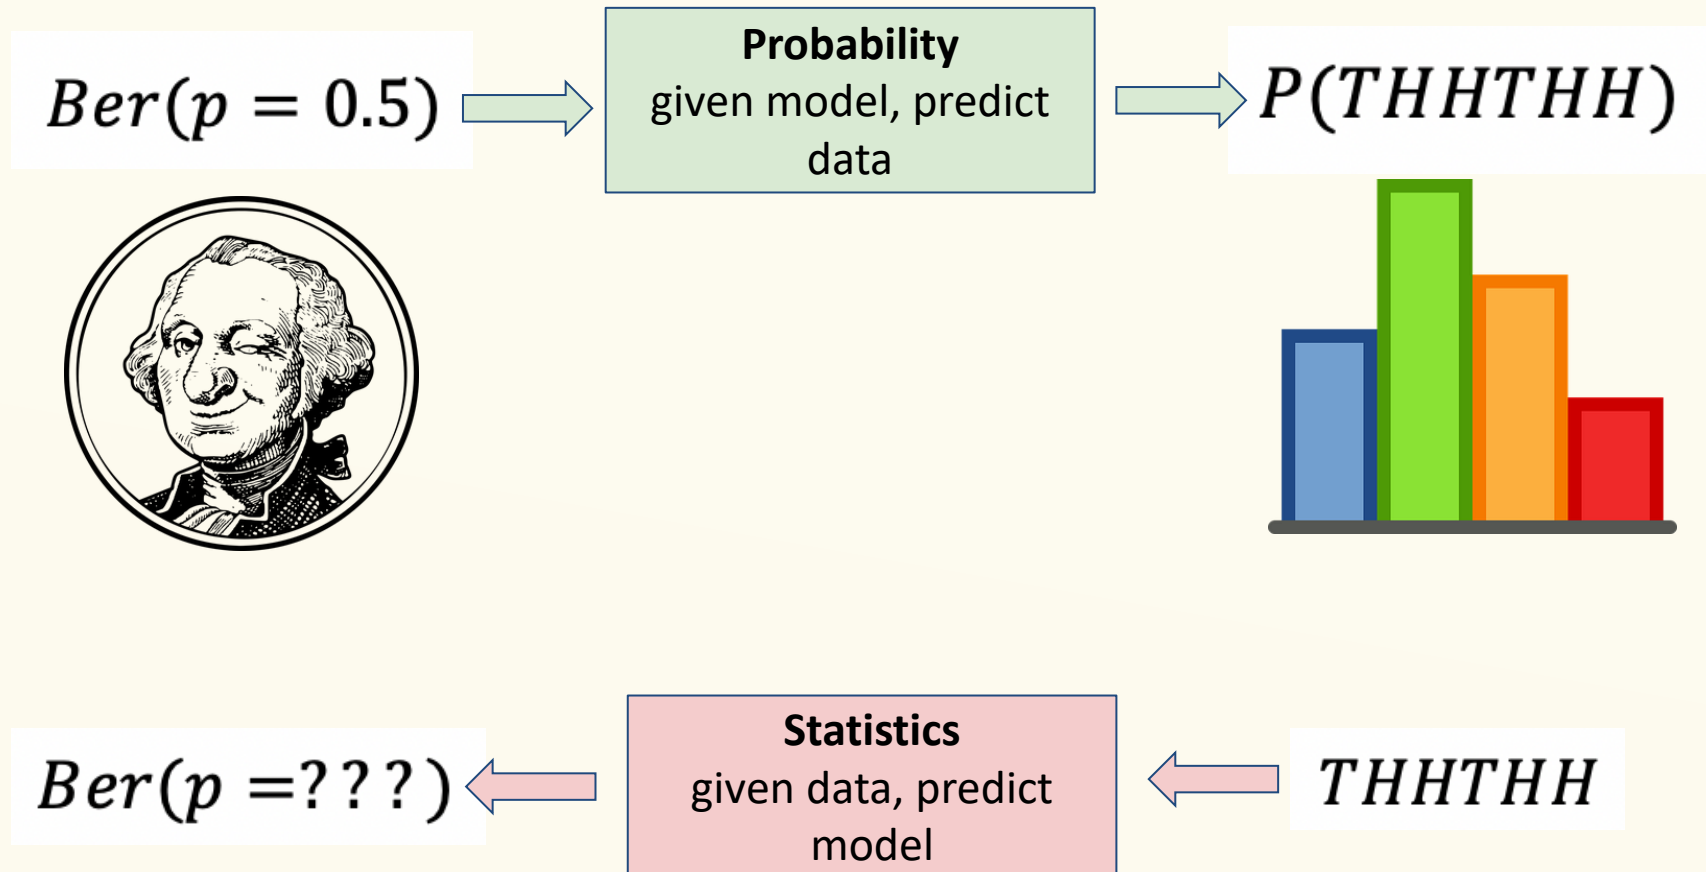 Ber(p = 0.5)
Probability
given model, predict
data
P(THHTHH)
Ber(p =???)
Statistics
given data, predict
model
THHTHH